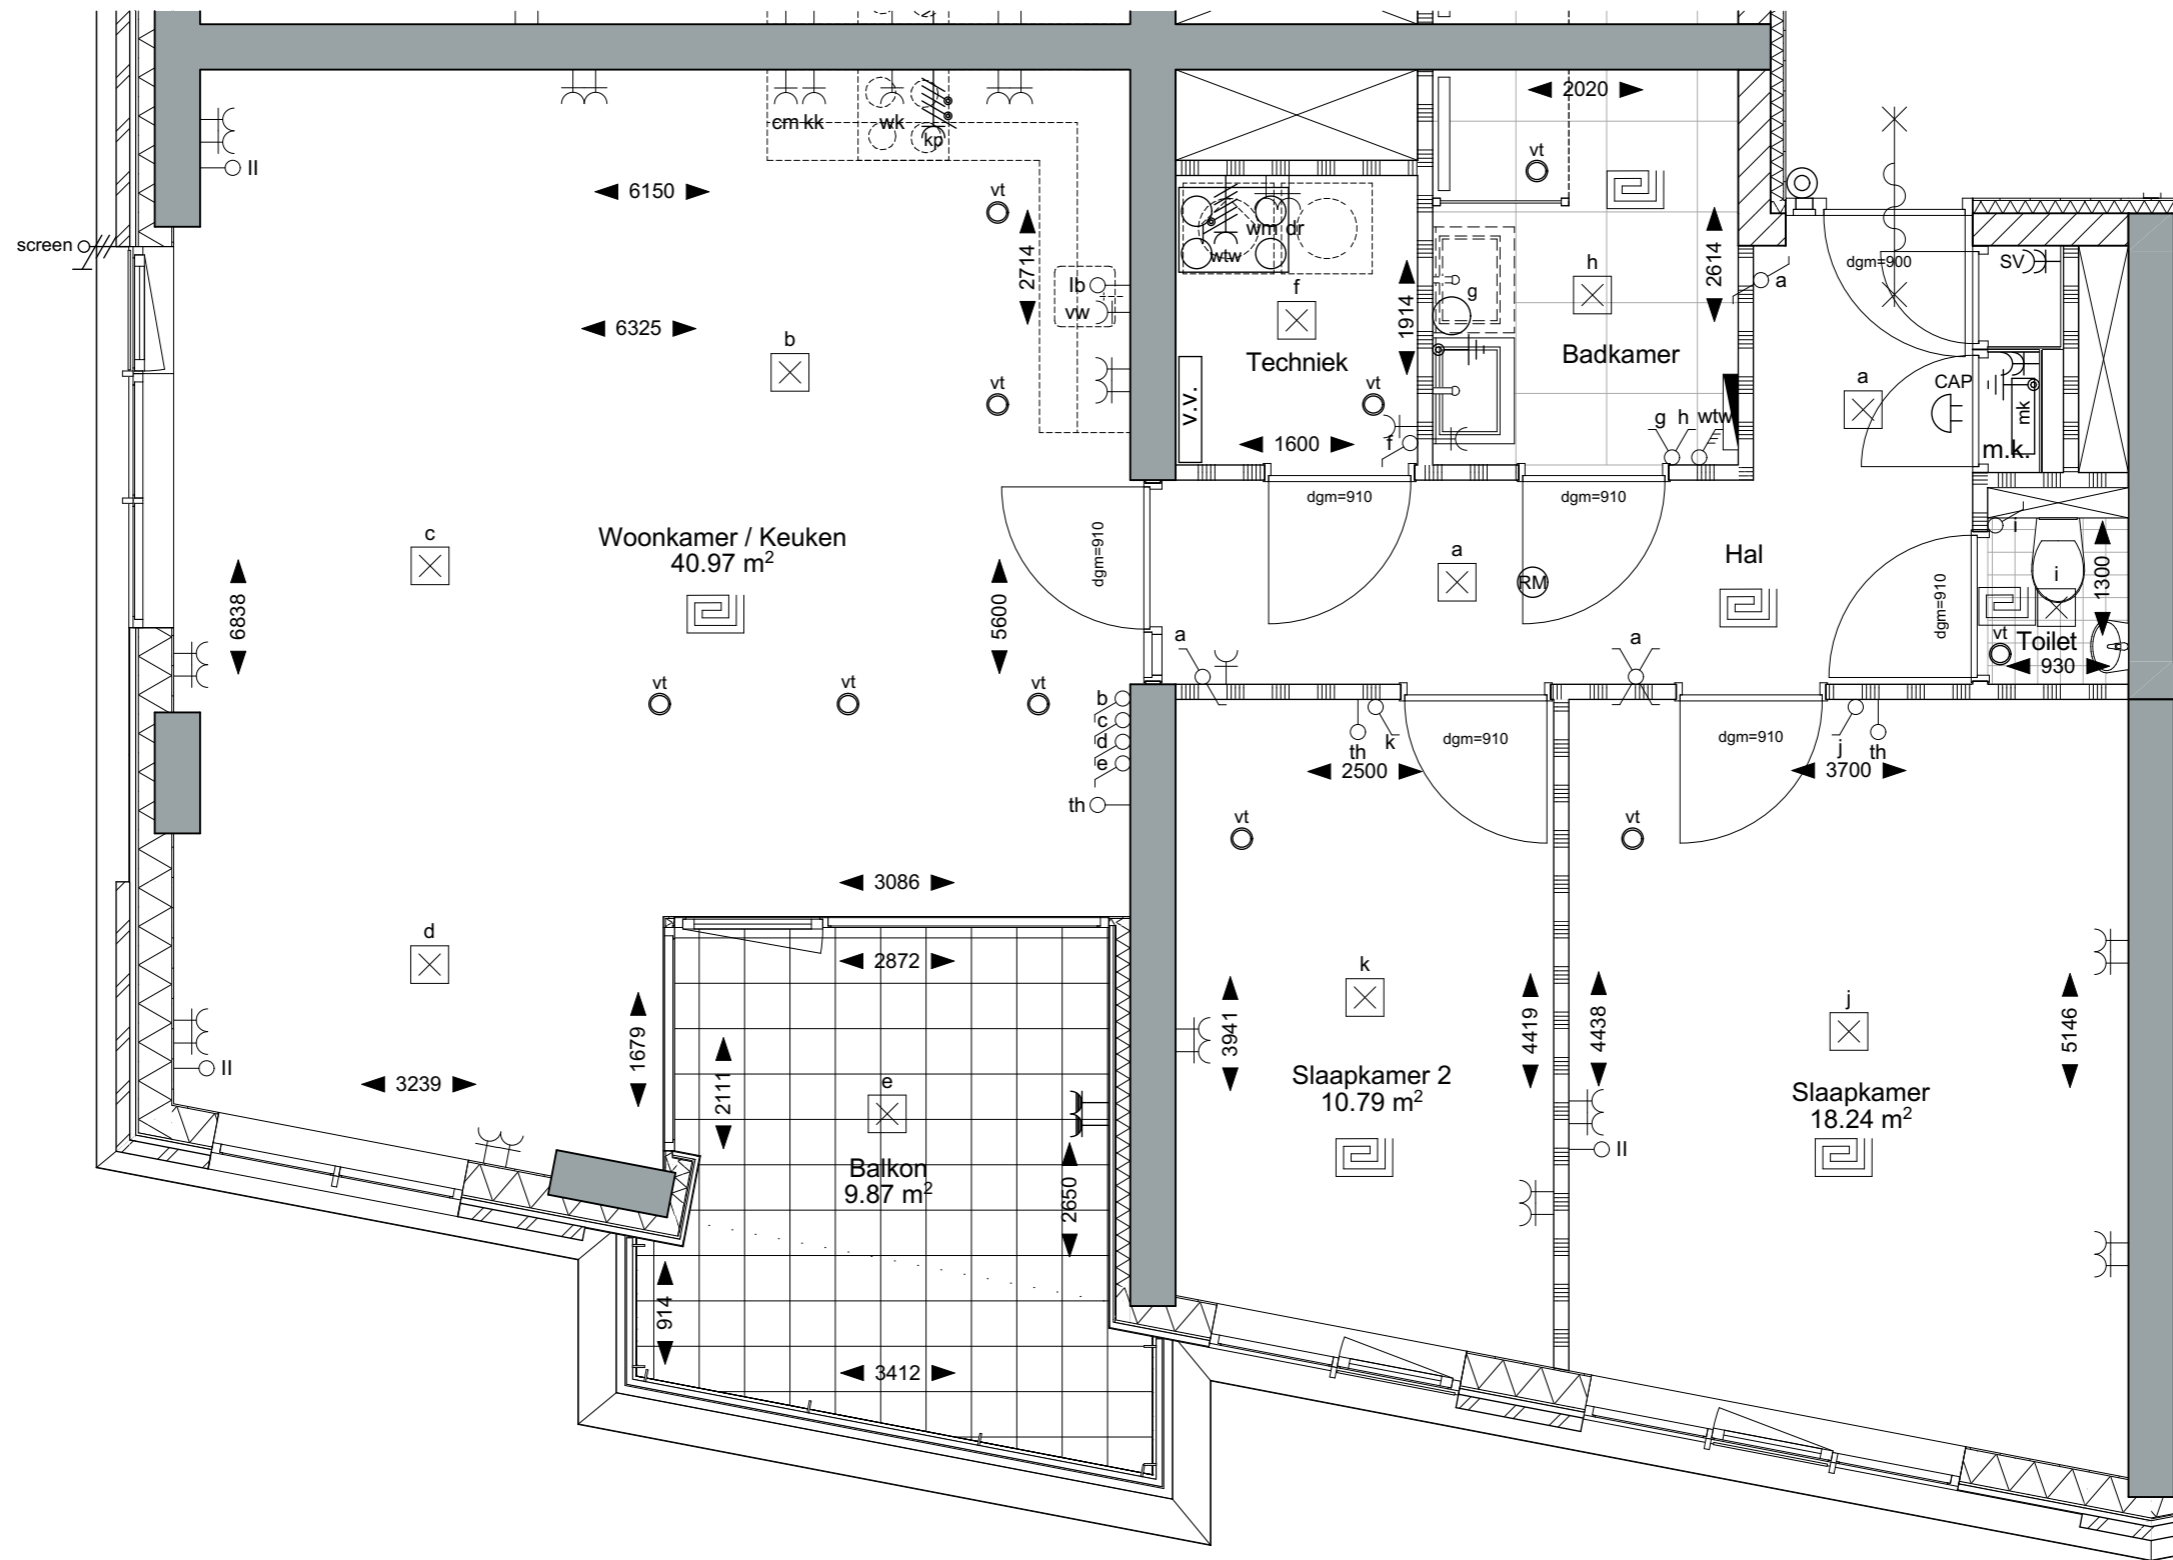 2020
cm kk
wk
kp
vt
ll
6150
vt
2714
wm dr
wtw
screen
lb
vw
h
g
2614
a
dgm=900
SV
6325
b
f
1914
Techniek
Badkamer
vt
vt
v.v.
1600
f
g h wtw
a
CAP
mk
m.k.
dgm=910
dgm=910
dgm=910
c
Woonkamer / Keuken
40.97 m²
6838
5600
a
RM
Hal
i
i
1300
dgm=910
vt
Toilet
930
a
a
vt
vt
vt
b
c
d
e
th
th
k
2500
dgm=910
dgm=910
j
th
3700
vt
vt
3086
d
2872
1679
2111
e
Balkon
9.87 m²
2650
914
3412
ll
3239
k
3941
4419
Slaapkamer 2
10.79 m²
4438
j
5146
Slaapkamer
18.24 m²
ll